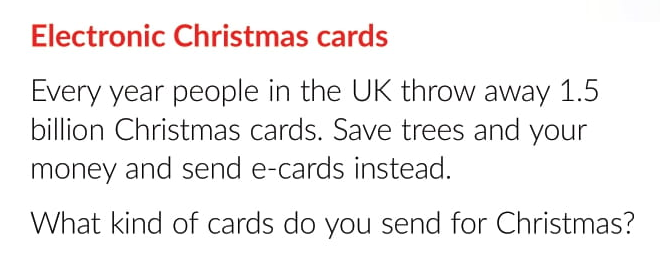 Electronic Christmas cards
Every year people in the UK throw away 1.5
billion Christmas cards. Save trees and your
money and send e-cards instead.
What kind of cards do you send for Christmas?